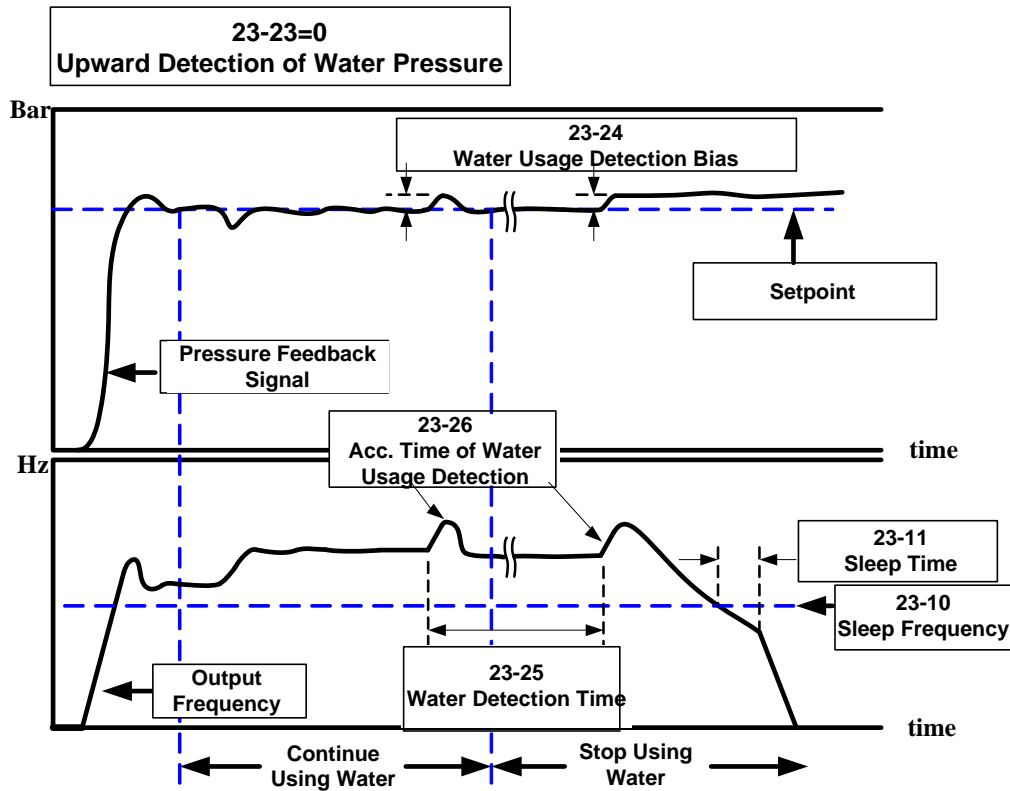 23-23=0
Upward Detection of Water Pressure
Bar
23-24
Water Usage Detection Bias
Setpoint
Pressure Feedback
Signal
23-26
Acc. Time of Water
Usage Detection
time
Hz
23-11
Sleep Time
23-10
Sleep Frequency
23-25
Water Detection Time
Output
Frequency
time
Continue
Using Water
Stop Using
Water